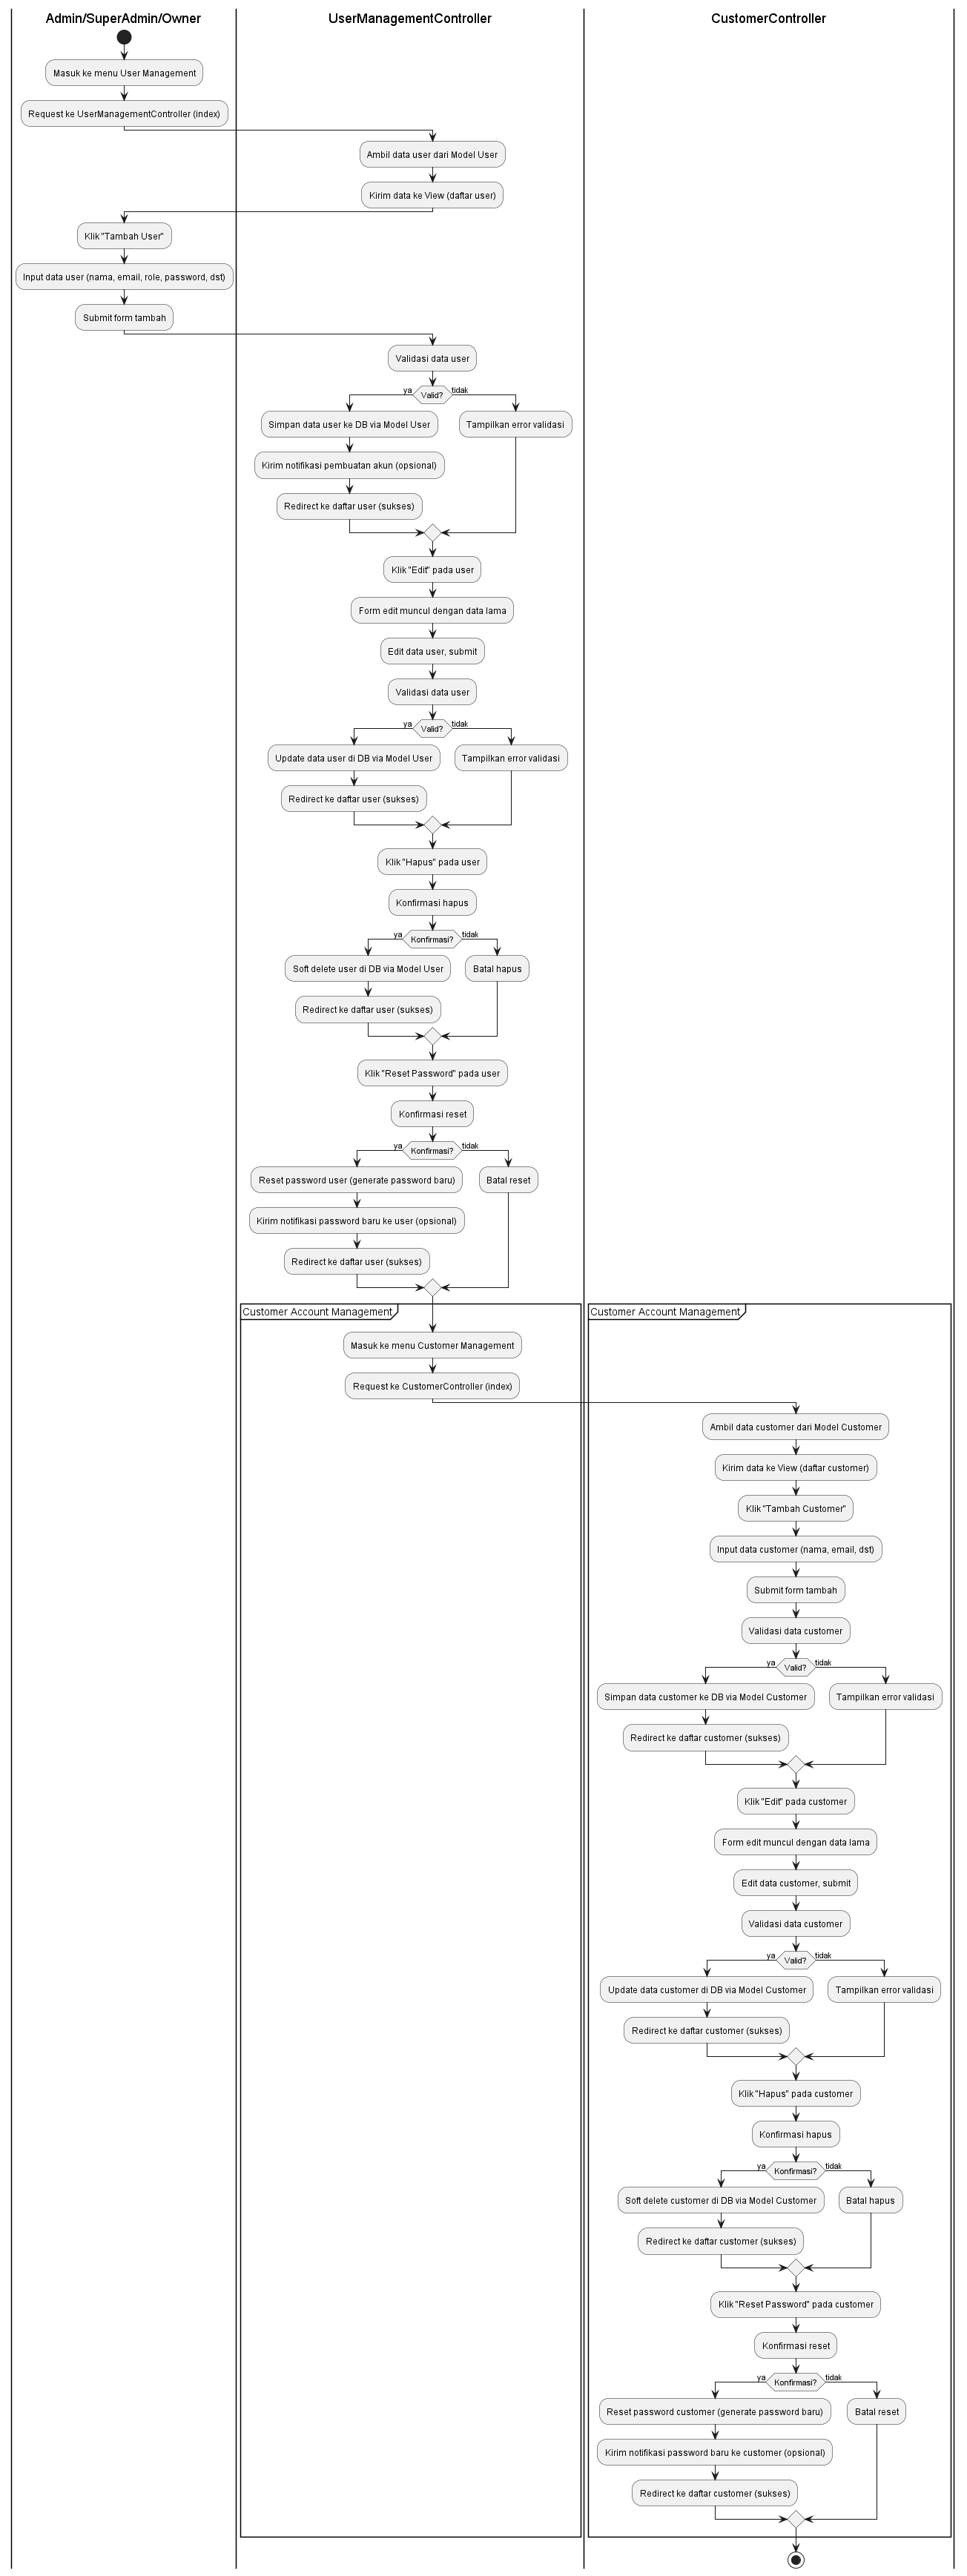 Admin/SuperAdmin/Owner
UserManagementController
CustomerController
Masuk ke menu User Management
Request ke UserManagementController (index)
Ambil data user dari Model User
Kirim data ke View (daftar user)
Klik "Tambah User"
Input data user (nama, email, role, password, dst)
Submit form tambah
Validasi data user
Valid?
ya
tidak
Simpan data user ke DB via Model User
Tampilkan error validasi
Kirim notifikasi pembuatan akun (opsional)
Redirect ke daftar user (sukses)
Klik "Edit" pada user
Form edit muncul dengan data lama
Edit data user, submit
Validasi data user
Valid?
ya
tidak
Update data user di DB via Model User
Tampilkan error validasi
Redirect ke daftar user (sukses)
Klik "Hapus" pada user
Konfirmasi hapus
Konfirmasi?
ya
tidak
Soft delete user di DB via Model User
Batal hapus
Redirect ke daftar user (sukses)
Klik "Reset Password" pada user
Konfirmasi reset
Konfirmasi?
ya
tidak
Reset password user (generate password baru)
Batal reset
Kirim notifikasi password baru ke user (opsional)
Redirect ke daftar user (sukses)
Customer Account Management
Customer Account Management
Masuk ke menu Customer Management
Request ke CustomerController (index)
Ambil data customer dari Model Customer
Kirim data ke View (daftar customer)
Klik "Tambah Customer"
Input data customer (nama, email, dst)
Submit form tambah
Validasi data customer
Valid?
ya
tidak
Simpan data customer ke DB via Model Customer
Tampilkan error validasi
Redirect ke daftar customer (sukses)
Klik "Edit" pada customer
Form edit muncul dengan data lama
Edit data customer, submit
Validasi data customer
Valid?
ya
tidak
Update data customer di DB via Model Customer
Tampilkan error validasi
Redirect ke daftar customer (sukses)
Klik "Hapus" pada customer
Konfirmasi hapus
Konfirmasi?
ya
tidak
Soft delete customer di DB via Model Customer
Batal hapus
Redirect ke daftar customer (sukses)
Klik "Reset Password" pada customer
Konfirmasi reset
Konfirmasi?
ya
tidak
Reset password customer (generate password baru)
Batal reset
Kirim notifikasi password baru ke customer (opsional)
Redirect ke daftar customer (sukses)